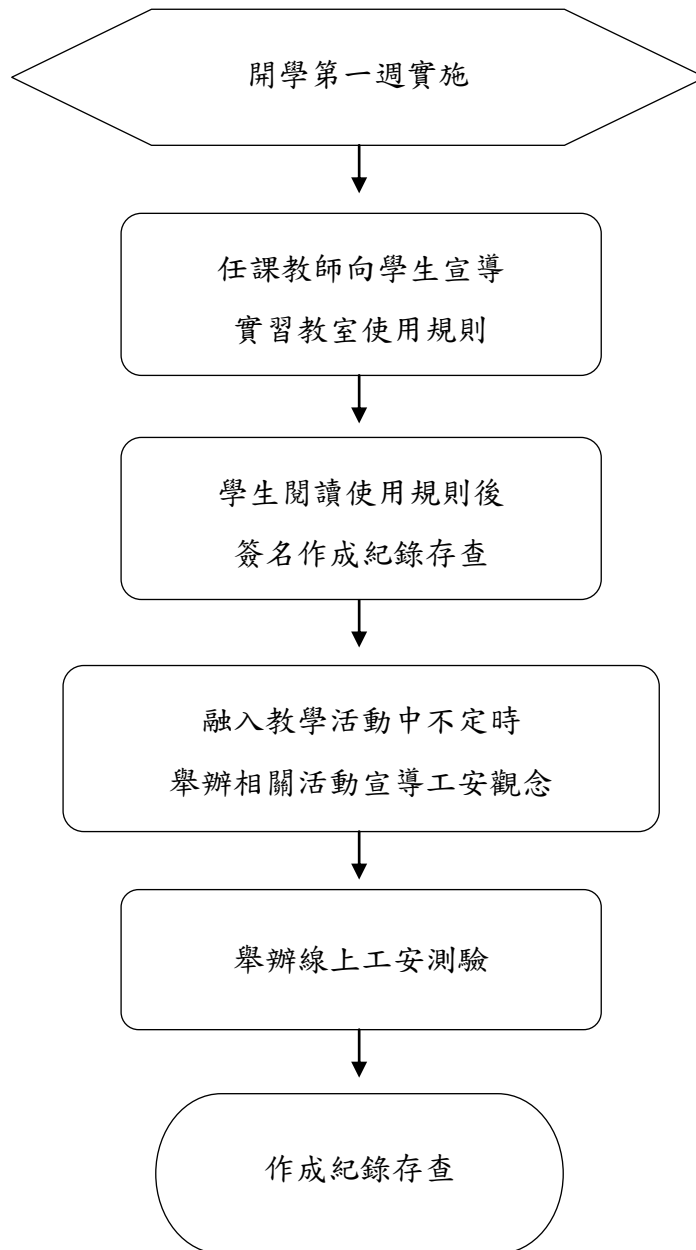 開學第一週實施
任課教師向學生宣導
實習教室使用規則
學生閱讀使用規則後
簽名作成紀錄存查
融入教學活動中不定時
舉辦相關活動宣導工安觀念
舉辦線上工安測驗
作成紀錄存查